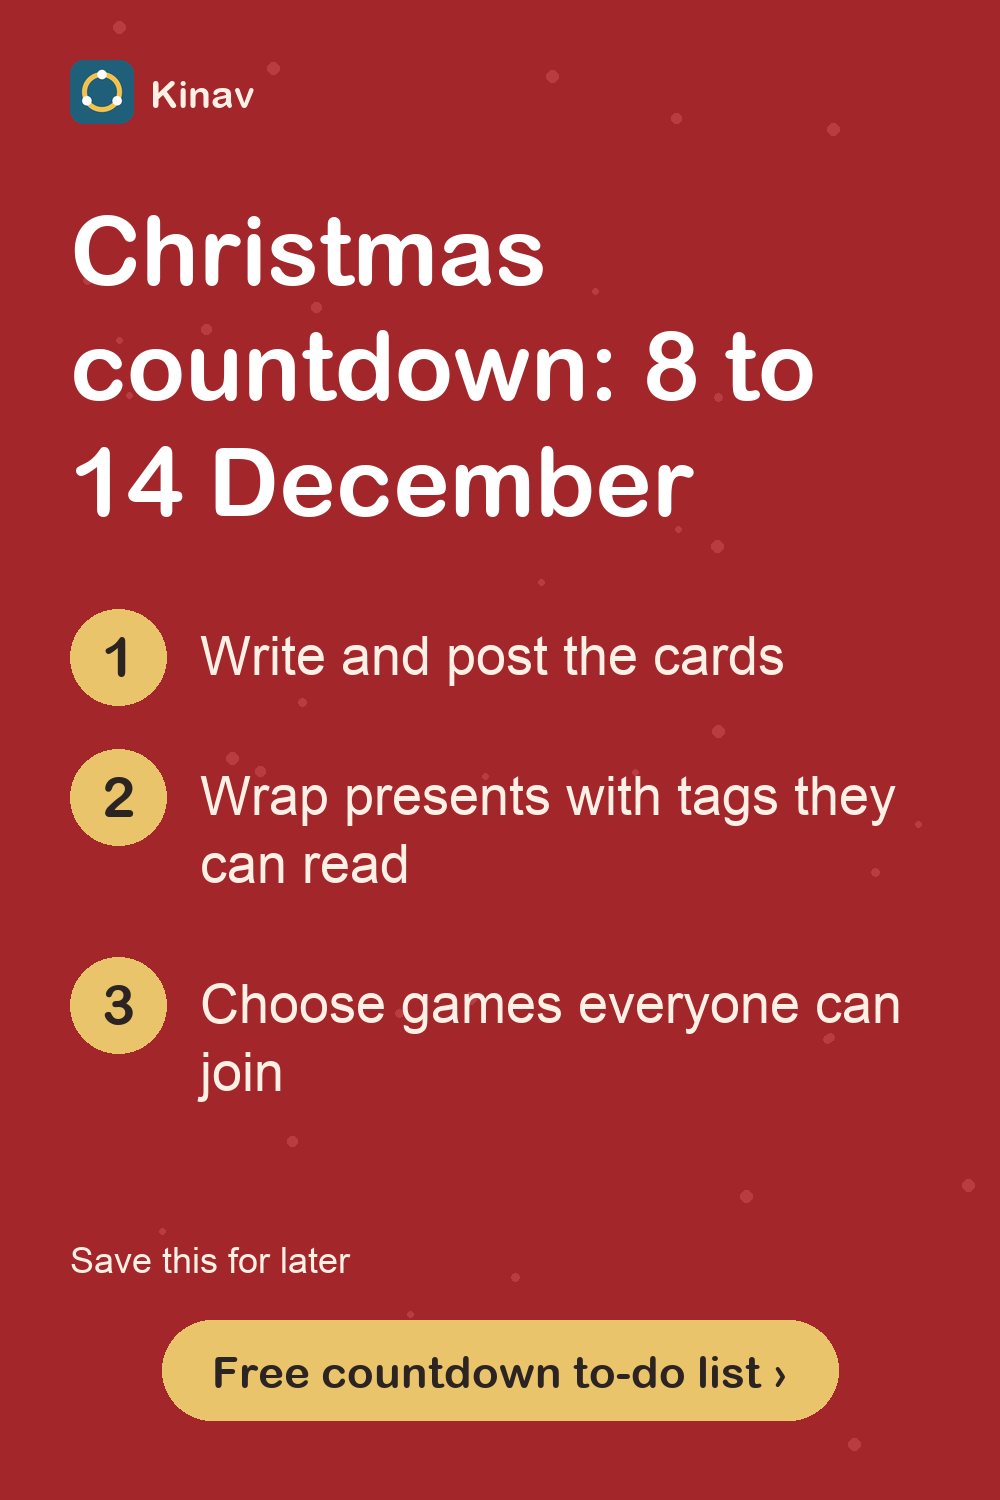 Kinav
Christmas
countdown: 8 to
14 December
1 Write and post the cards
2 Wrap presents with tags they
can read
3 Choose games everyone can
join
Save this for later
Free countdown to-do list ›